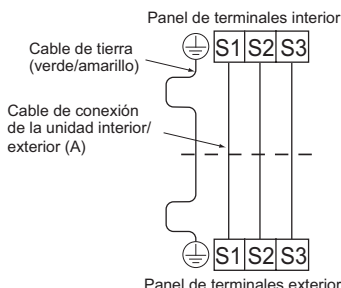 Panel de terminales interior
Cable de tierra
(verde/amarillo)
S1 S2 S3
Cable de conexión
de la unidad interior/
exterior (A)
S1 S2 S3
Panel de terminales exterior